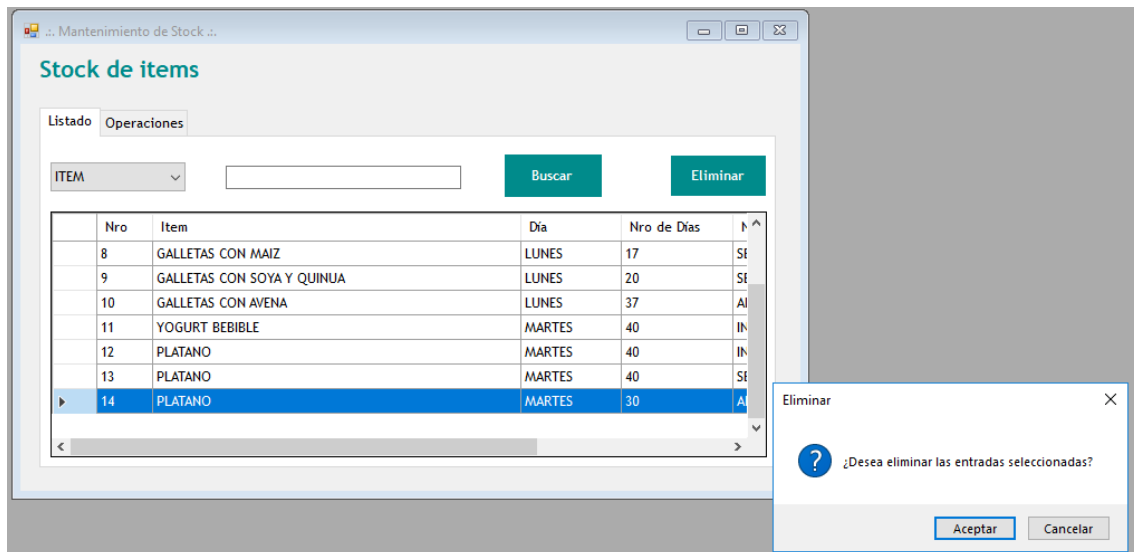 .:. Mantenimiento de Stock .:.
Stock de items
Listado Operaciones
ITEM Buscar Eliminar
Nro Item Día Nro de Días
8 GALLETAS CON MAIZ LUNES 17
9 GALLETAS CON SOYA Y QUINUA LUNES 20
10 GALLETAS CON AVENA LUNES 37
11 YOGURT BEBIBLE MARTES 40
12 PLATANO MARTES 40
13 PLATANO MARTES 40
14 PLATANO MARTES 30
Eliminar
¿Desea eliminar las entradas seleccionadas?
Aceptar Cancelar